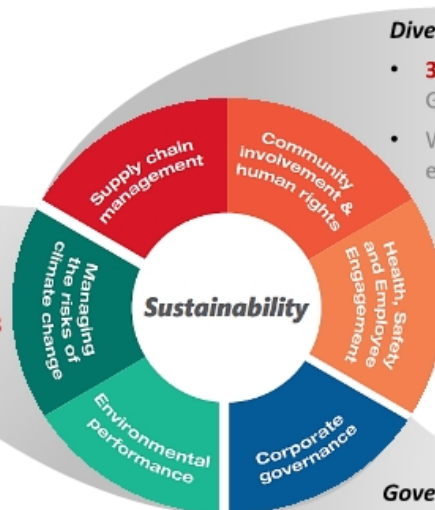 Dive
• 3
G
• V
e
Supply chain
management
Community
involvement &
human rights
Health, Safety
and Employee
Engagement
Managing
the risks of
climate change
Sustainability
Environmental
performance
Corporate
governance
Gove